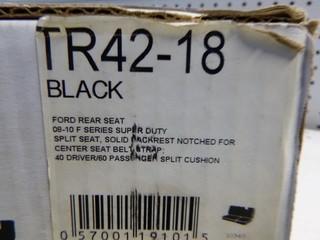 TR42-18
BLACK
FORD REAR SEAT
08-10 F SERIES SUPER DUTY
SPLIT SEAT, SOLID BACKREST NOTCHED FOR
CENTER SEAT BELT STRAP:
40 DRIVER/60 PASSENGER SPLIT CUSHION
0 57001 19101 5